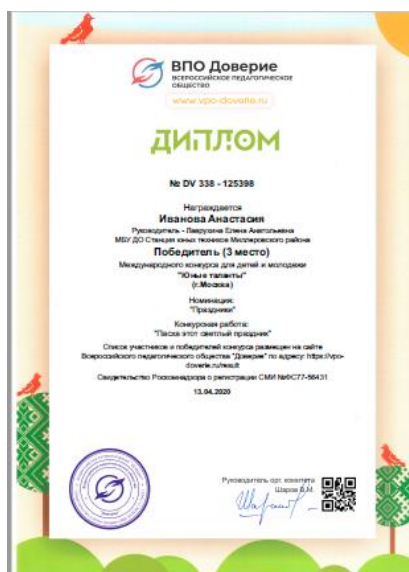 ВПО Доверие
ВСЕРОССИЙСКОЕ ПЕДАГОГИЧЕСКОЕ
ОБЩЕСТВО
www.vpo-doverie.ru
ДИПЛОМ
№ DV 338 - 125398
Награждается
Иванова Анастасия
Руководитель - Лаврухина Елена Анатольевна
МБУ ДО Станция юных техников Миллеровского района
Победитель (3 место)
Международного конкурса для детей и молодежи
"Юные таланты"
(г.Москва)
Номинация:
"Праздники"
Конкурсная работа:
"Пасха этот светлый праздник"
Список участников и победителей конкурса размещен на сайте
Всероссийского педагогического общества "Доверие" по адресу: https://vpo-
doverie.ru/result
Свидетельство Роскомнадзора о регистрации СМИ №ФС77-56431
13.04.2020
Руководитель орг. комитета
Шаров В.М.